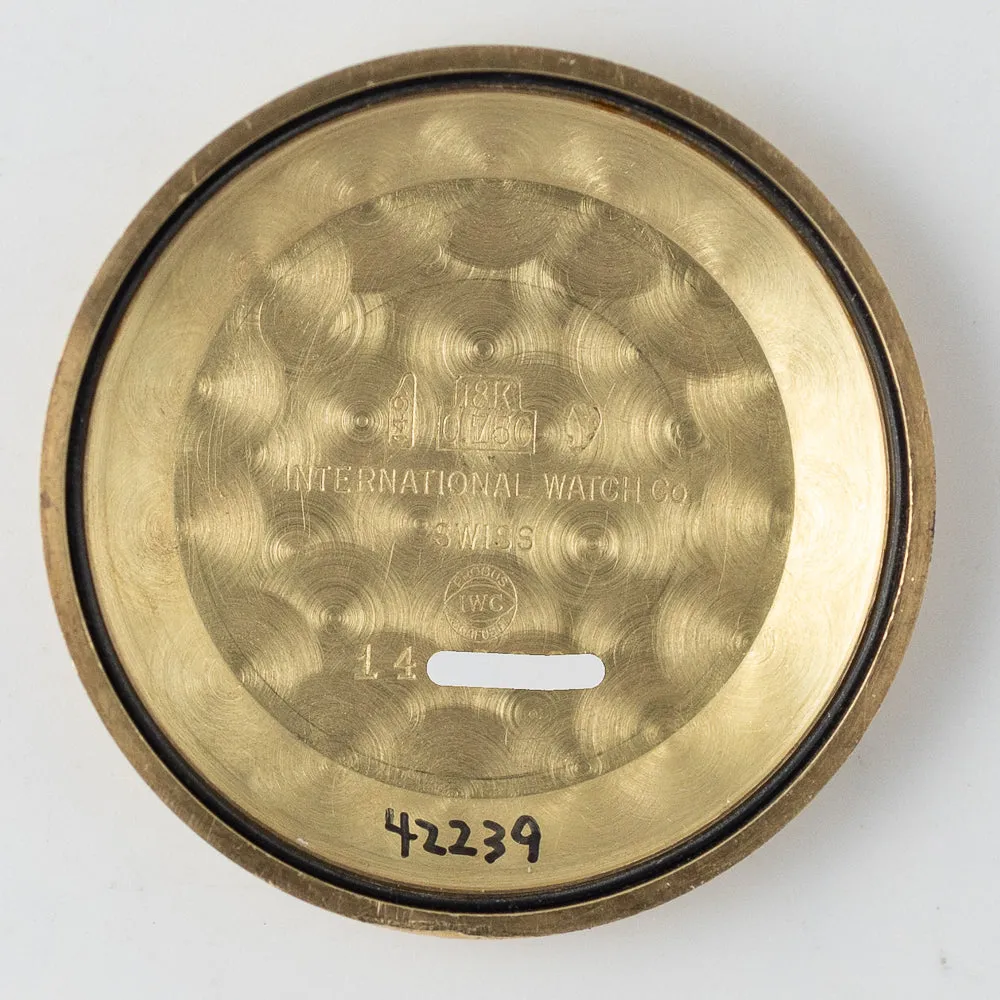 18K
0.750
INTERNATIONAL WATCH Co
SWISS
IWC
14
42239